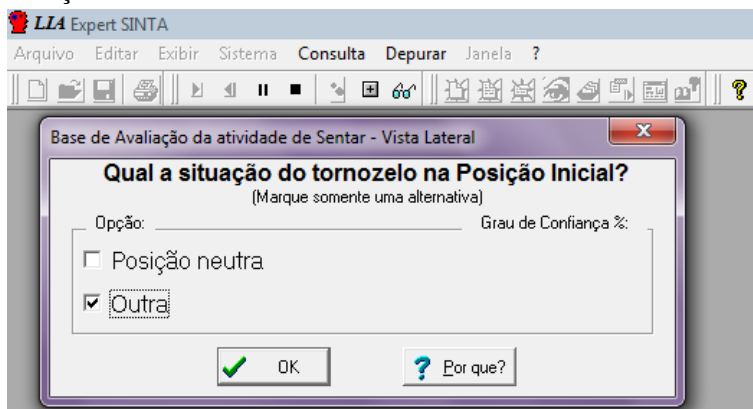 LIA Expert SINTA
Arquivo Editar Exibir Sistema Consulta Depurar Janela ?
Base de Avaliação da atividade de Sentar - Vista Lateral
Qual a situação do tornozelo na Posição Inicial?
(Marque somente uma alternativa)
Opção: Grau de Confiança %:
Posição neutra
Outra
OK Por que?